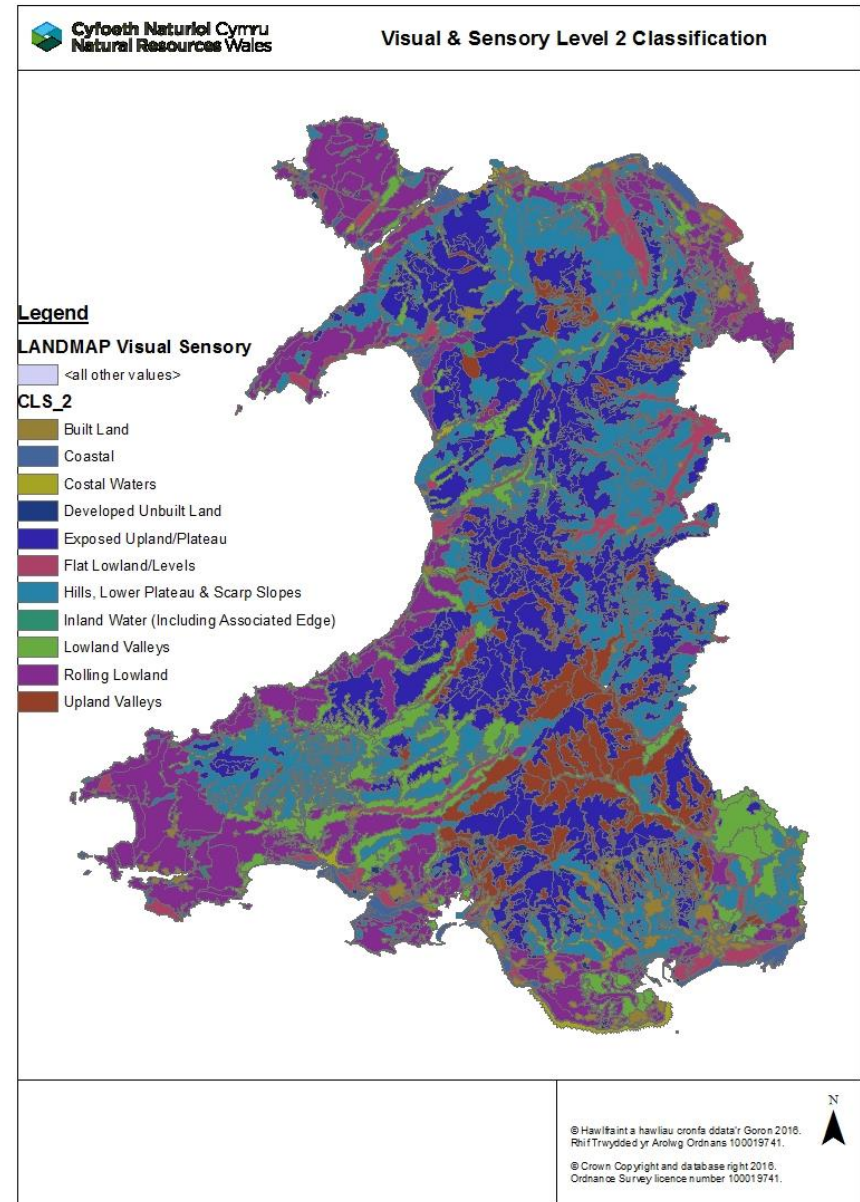 Cyfoeth Naturiol Cymru
Natural Resources Wales
Visual & Sensory Level 2 Classification
Legend
LANDMAP Visual Sensory
<all other values>
CLS_2
Built Land
Coastal
Costal Waters
Developed Unbuilt Land
Exposed Upland/Plateau
Flat Lowland/Levels
Hills, Lower Plateau & Scarp Slopes
Inland Water (Including Associated Edge)
Lowland Valleys
Rolling Lowland
Upland Valleys
N
© Hawlfraint a hawliau cronfa ddata'r Goron 2016.
Rhif Trwydded yr Arolwg Ordnans 100019741.
© Crown Copyright and database right 2016.
Ordnance Survey licence number 100019741.